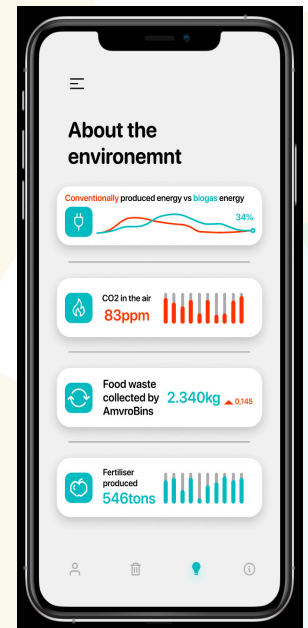 About the
environemnt
Conventionally produced energy vs biogas energy
34%
CO2 in the air
83ppm
Food waste
collected by
AmvroBins
2.340kg
0,145
Fertiliser
produced
546tons